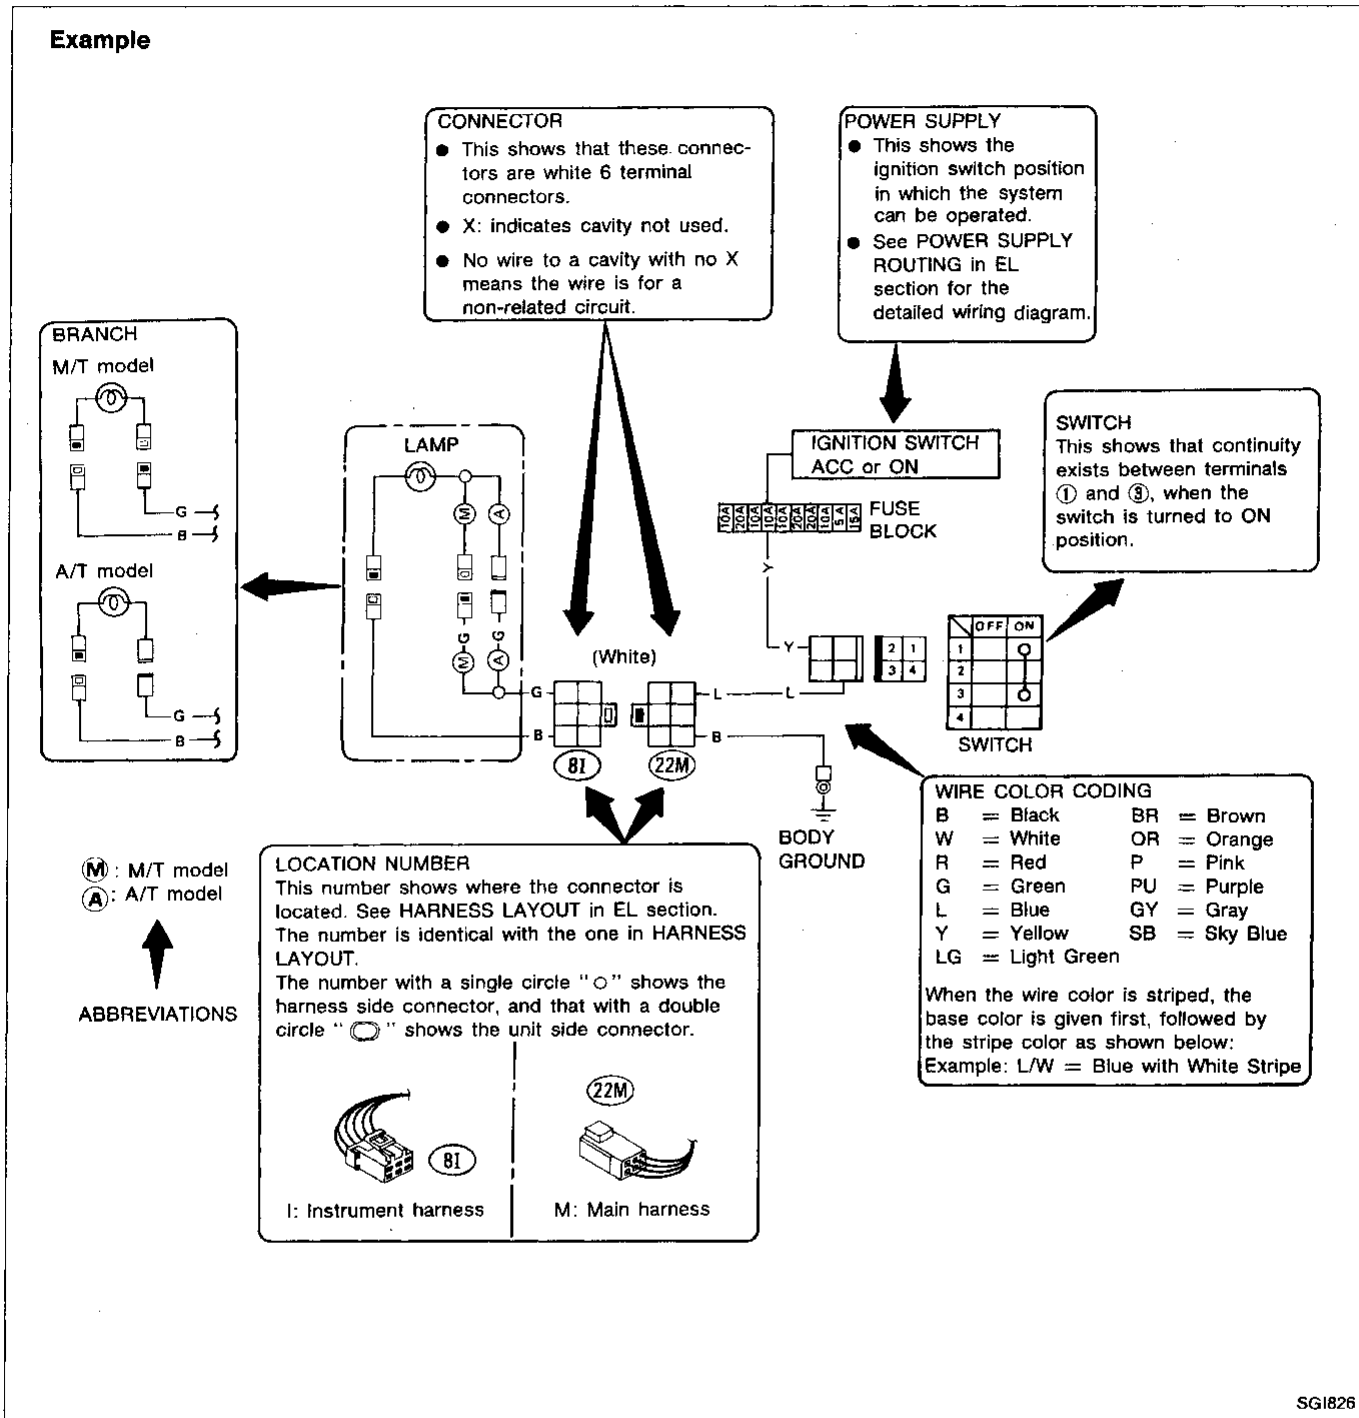 Example
CONNECTOR
● This shows that these connec-
tors are white 6 terminal
connectors.
● X: indicates cavity not used.
● No wire to a cavity with no X
means the wire is for a
non-related circuit.
POWER SUPPLY
● This shows the
ignition switch position
in which the system
can be operated.
● See POWER SUPPLY
ROUTING in EL
section for the
detailed wiring diagram.
BRANCH
M/T model
G
B
A/T model
G
B
LAMP
M
A
G
G
M
A
G
B
(White)
8I
22M
L
L
B
IGNITION SWITCH
ACC or ON
10A
20A
10A
10A
10A
20A
20A
10A
5A
15A
FUSE
BLOCK
Y
Y
2 1
3 4
SWITCH
This shows that continuity
exists between terminals
① and ③, when the
switch is turned to ON
position.
OFF ON
1
2
3
4
SWITCH
BODY
GROUND
WIRE COLOR CODING
B = Black BR = Brown
W = White OR = Orange
R = Red P = Pink
G = Green PU = Purple
L = Blue GY = Gray
Y = Yellow SB = Sky Blue
LG = Light Green
When the wire color is striped, the
base color is given first, followed by
the stripe color as shown below:
Example: L/W = Blue with White Stripe
Ⓜ : M/T model
Ⓐ : A/T model
ABBREVIATIONS
LOCATION NUMBER
This number shows where the connector is
located. See HARNESS LAYOUT in EL section.
The number is identical with the one in HARNESS
LAYOUT.
The number with a single circle "○" shows the
harness side connector, and that with a double
circle " " shows the unit side connector.
8I
I: Instrument harness
22M
M: Main harness
SGI826